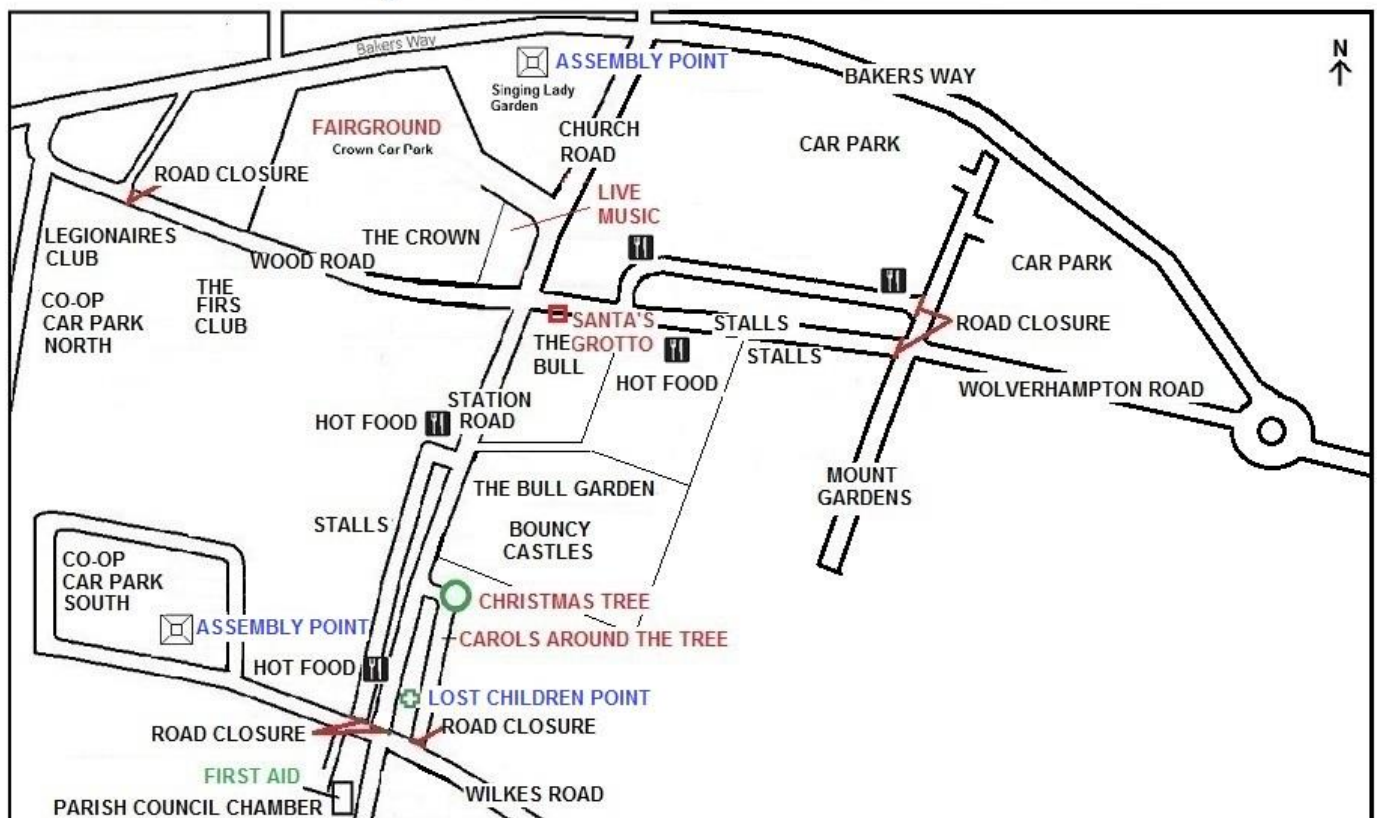 Bakers Way
ASSEMBLY POINT
Singing Lady
Garden
N
BAKERS WAY
FAIRGROUND
Crown Car Park
CHURCH
ROAD
CAR PARK
ROAD CLOSURE
LIVE
MUSIC
LEGIONAIRES
CLUB
THE CROWN
WOOD ROAD
CAR PARK
CO-OP
CAR PARK
NORTH
THE
FIRS
CLUB
SANTA'S
GROTTO
THE
BULL
STALLS
STALLS
ROAD CLOSURE
HOT FOOD
WOLVERHAMPTON ROAD
STATION
ROAD
HOT FOOD
THE BULL GARDEN
MOUNT
GARDENS
STALLS
BOUNCY
CASTLES
CO-OP
CAR PARK
SOUTH
CHRISTMAS TREE
ASSEMBLY POINT
CAROLS AROUND THE TREE
HOT FOOD
LOST CHILDREN POINT
ROAD CLOSURE
ROAD CLOSURE
FIRST AID
PARISH COUNCIL CHAMBER
WILKES ROAD